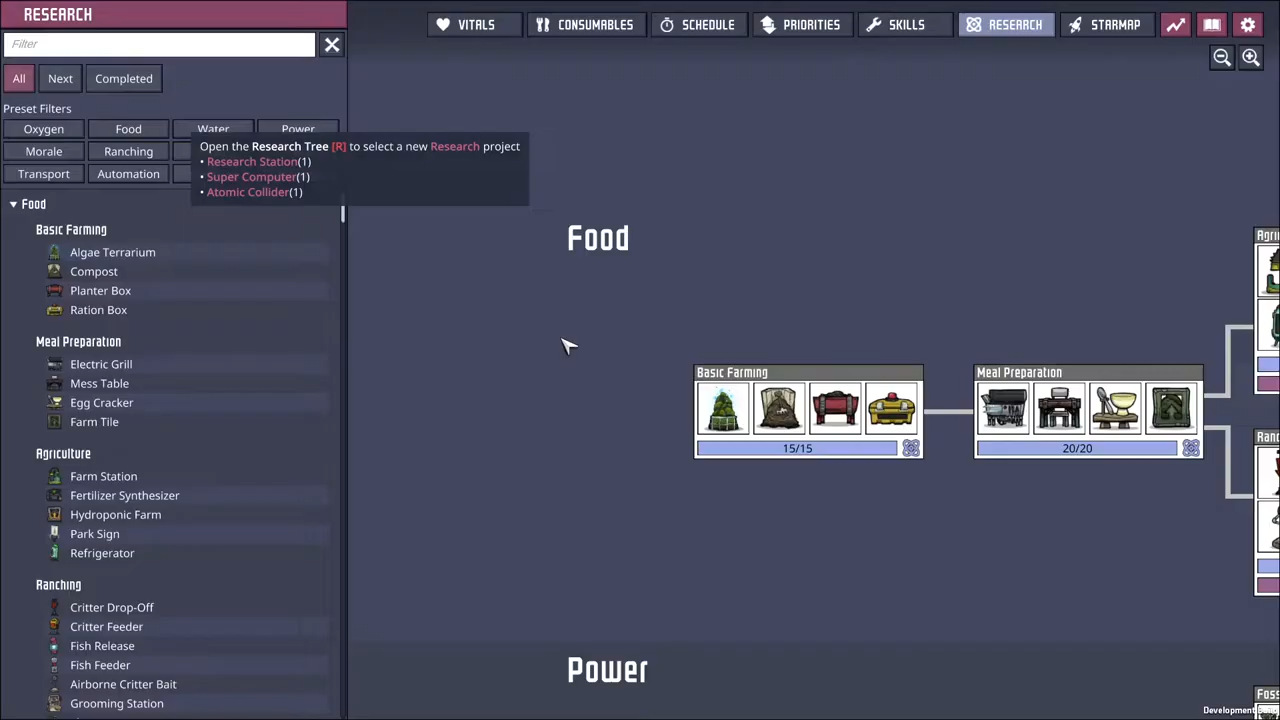 RESEARCH
VITALS
CONSUMABLES
SCHEDULE
PRIORITIES
SKILLS
RESEARCH
STARMAP
Filter
All
Next
Completed
Preset Filters
Oxygen
Food
Water
Power
Morale
Ranching
Transport
Automation
Open the Research Tree [R] to select a new Research project
• Research Station(1)
• Super Computer(1)
• Atomic Collider(1)
Food
Basic Farming
Algae Terrarium
Compost
Planter Box
Ration Box
Meal Preparation
Electric Grill
Mess Table
Egg Cracker
Farm Tile
Agriculture
Farm Station
Fertilizer Synthesizer
Hydroponic Farm
Park Sign
Refrigerator
Ranching
Critter Drop-Off
Critter Feeder
Fish Release
Fish Feeder
Airborne Critter Bait
Grooming Station
Food
Basic Farming
15/15
Meal Preparation
20/20
Power
Development